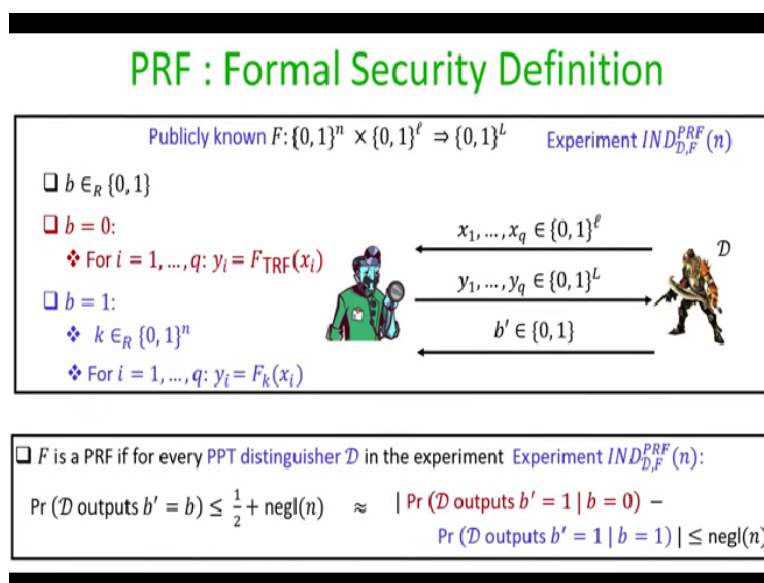 PRF : Formal Security Definition
Publicly known F: {0, 1}ⁿ × {0, 1}^ℓ ⇒ {0, 1}^L Experiment IND^{PRF}_{𝒟,F}(n)
❑ b ∈_R {0, 1}
❑ b = 0:
❖ For i = 1, ..., q: y_i = F_TRF(x_i)
❑ b = 1:
❖ k ∈_R {0, 1}ⁿ
❖ For i = 1, ..., q: y_i = F_k(x_i)
x₁, ..., x_q ∈ {0, 1}^ℓ
𝒟
y₁, ..., y_q ∈ {0, 1}^L
b′ ∈ {0, 1}
❑ F is a PRF if for every PPT distinguisher 𝒟 in the experiment Experiment IND^{PRF}_{𝒟,F}(n):
Pr (𝒟 outputs b′ = b) ≤ 1/2 + negl(n) ≈ | Pr (𝒟 outputs b′ = 1 | b = 0) −
Pr (𝒟 outputs b′ = 1 | b = 1) | ≤ negl(n)